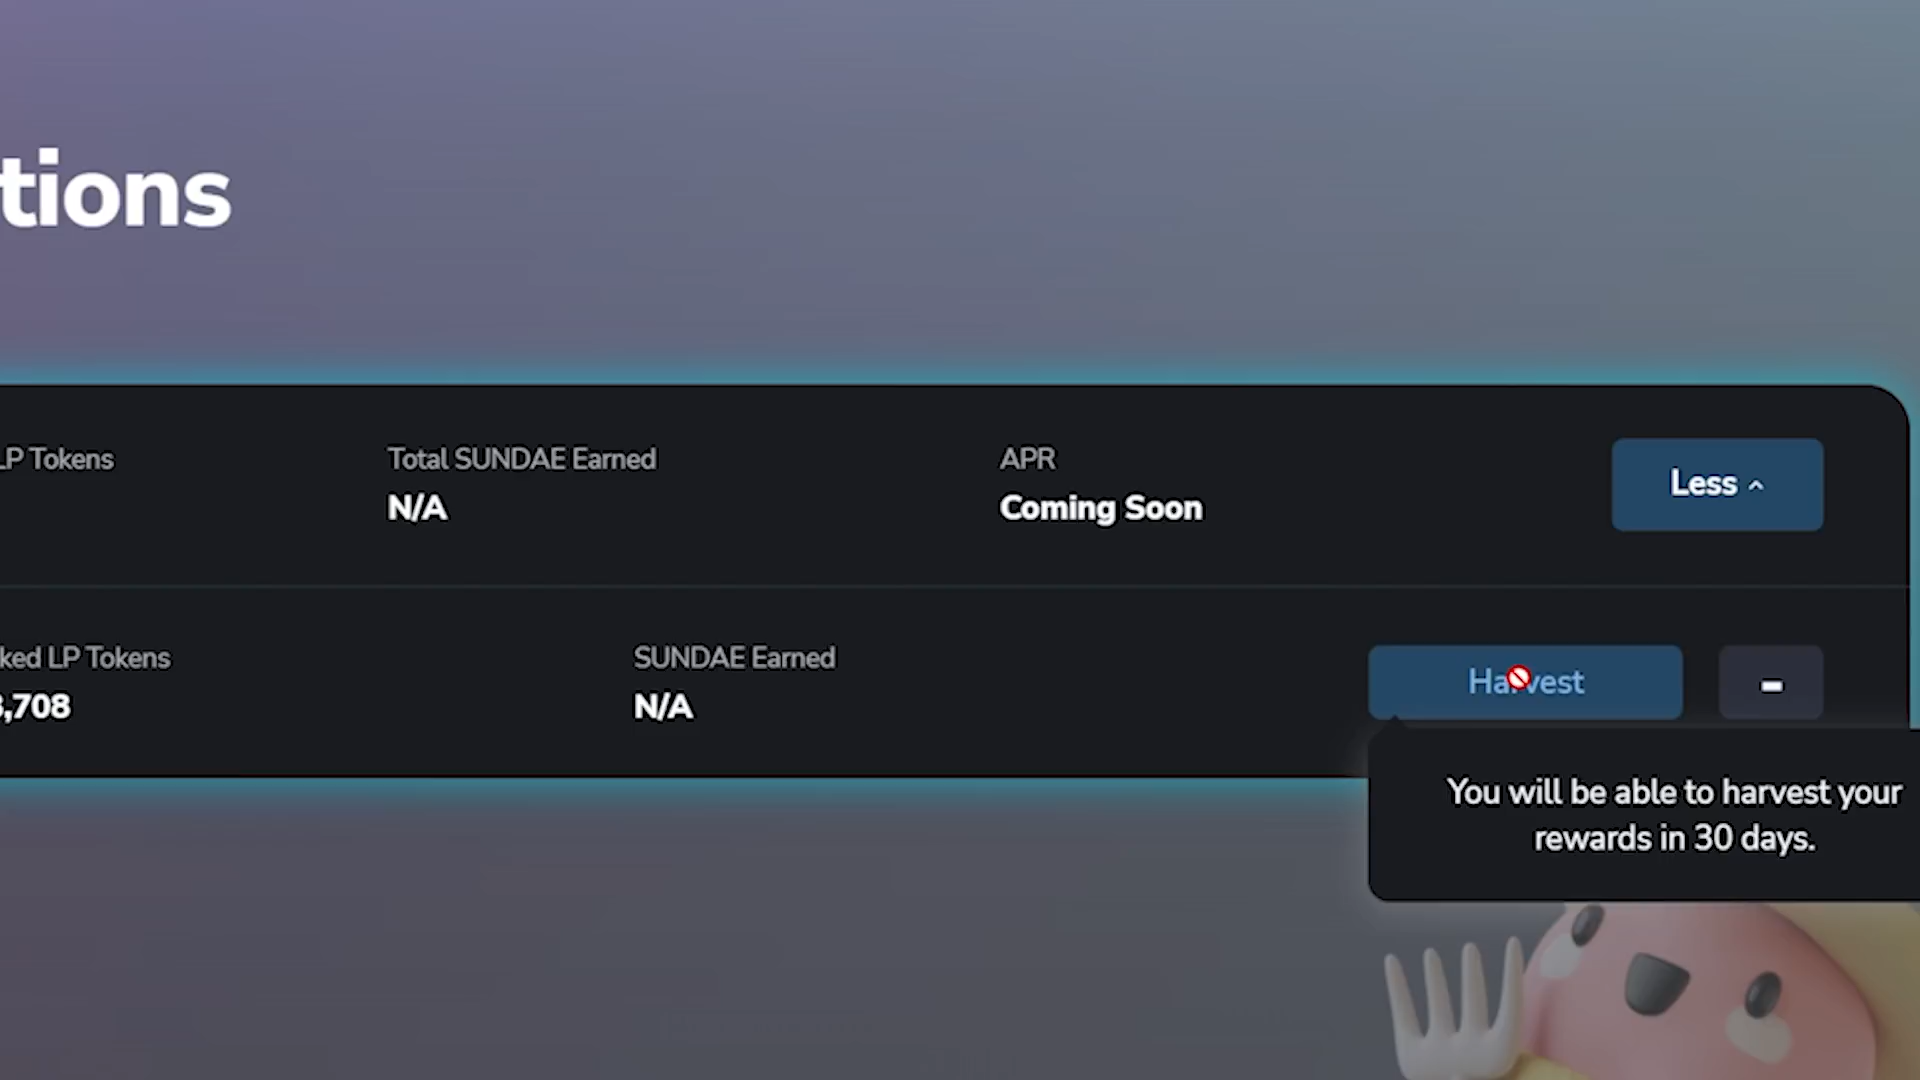 tions
LP Tokens
Total SUNDAE Earned
APR
N/A
Coming Soon
Less
ked LP Tokens
SUNDAE Earned
,708
N/A
Harvest
You will be able to harvest your
rewards in 30 days.